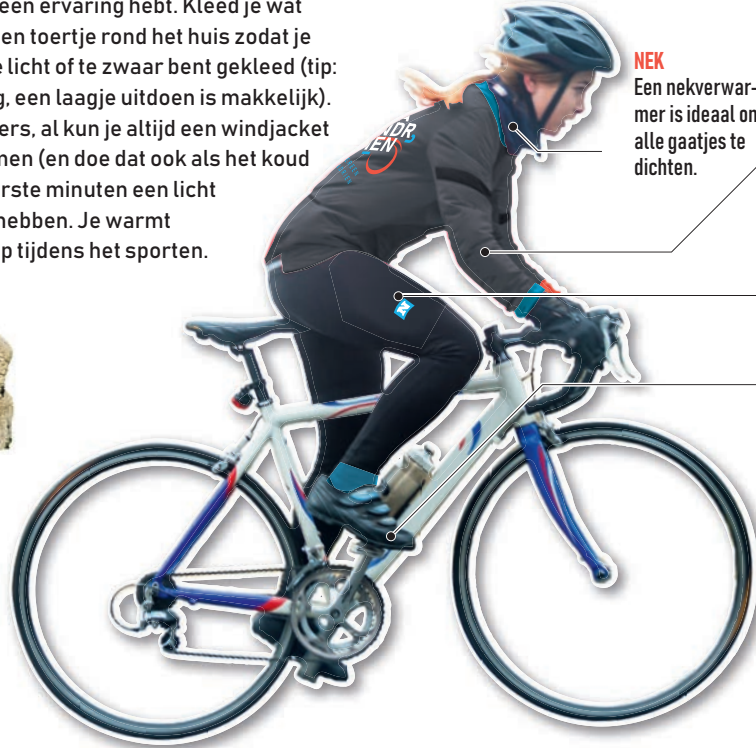 een ervaring hebt. Kleed je wat
en toertje rond het huis zodat je
e licht of te zwaar bent gekleed (tip:
g, een laagje uitdoen is makkelijk).
ers, al kun je altijd een windjacket
men (en doe dat ook als het koud
rste minuten een licht
hebben. Je warmt
p tijdens het sporten.
NEK
Een nekverwar-
mer is ideaal om
alle gaatjes te
dichten.
NDR
EN
N